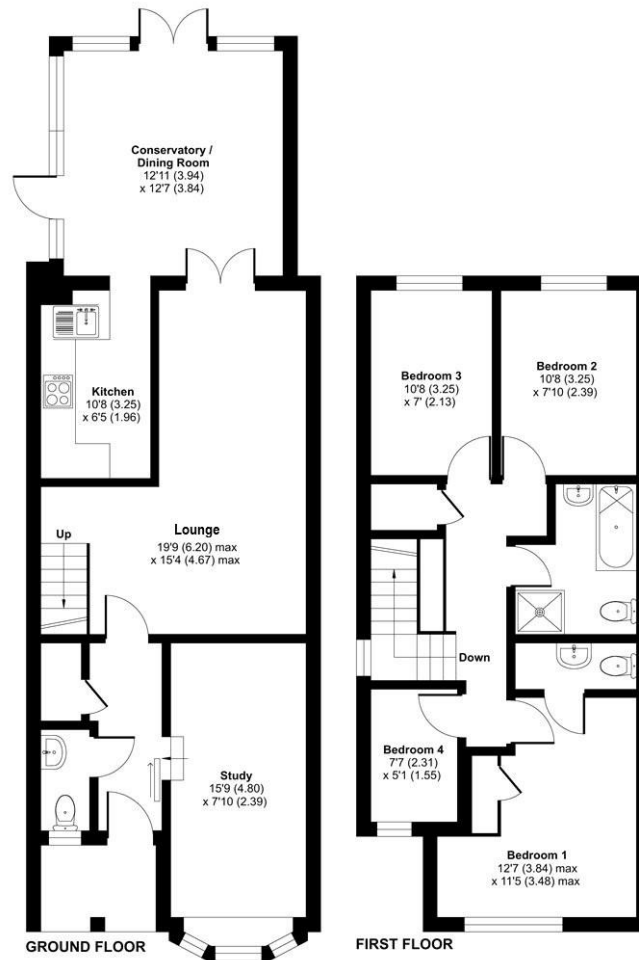 Conservatory /
Dining Room
12'11 (3.94)
x 12'7 (3.84)
Kitchen
10'8 (3.25)
x 6'5 (1.96)
Up
Lounge
19'9 (6.20) max
x 15'4 (4.67) max
Study
15'9 (4.80)
x 7'10 (2.39)
GROUND FLOOR
Bedroom 3
10'8 (3.25)
x 7' (2.13)
Bedroom 2
10'8 (3.25)
x 7'10 (2.39)
Down
Bedroom 4
7'7 (2.31)
x 5'1 (1.55)
Bedroom 1
12'7 (3.84) max
x 11'5 (3.48) max
FIRST FLOOR